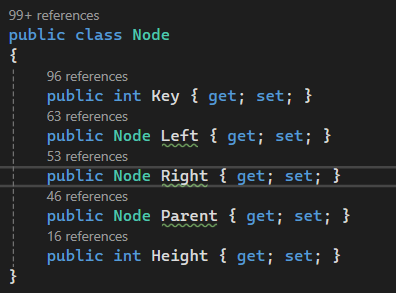 99+ references
public class Node
{
96 references
public int Key { get; set; }
63 references
public Node Left { get; set; }
53 references
public Node Right { get; set; }
46 references
public Node Parent { get; set; }
16 references
public int Height { get; set; }
}